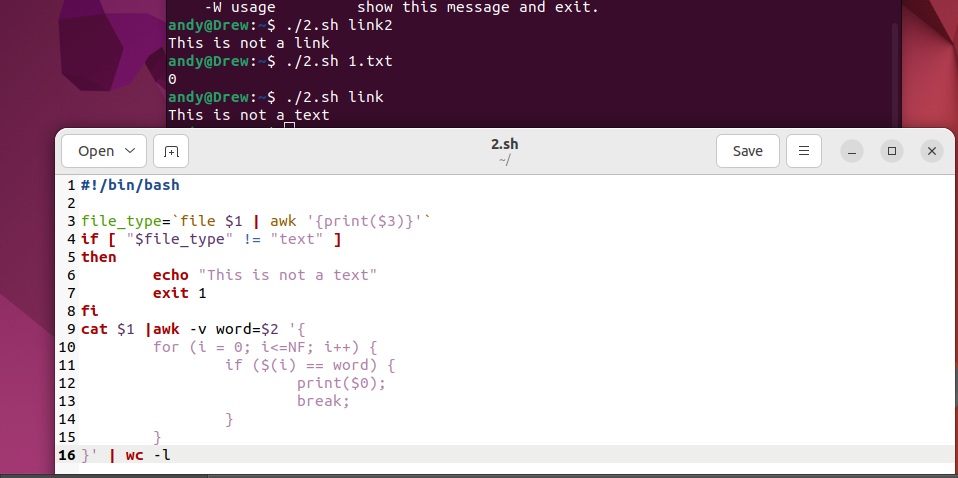 -W usage show this message and exit.
andy@Drew:~$ ./2.sh link2
This is not a link
andy@Drew:~$ ./2.sh 1.txt
0
andy@Drew:~$ ./2.sh link
This is not a text
Open 2.sh Save
~/
1 #!/bin/bash
2
3 file_type=`file $1 | awk '{print($3)}'`
4 if [ "$file_type" != "text" ]
5 then
6 echo "This is not a text"
7 exit 1
8 fi
9 cat $1 |awk -v word=$2 '{
10 for (i = 0; i<=NF; i++) {
11 if ($(i) == word) {
12 print($0);
13 break;
14 }
15 }
16 }' | wc -l